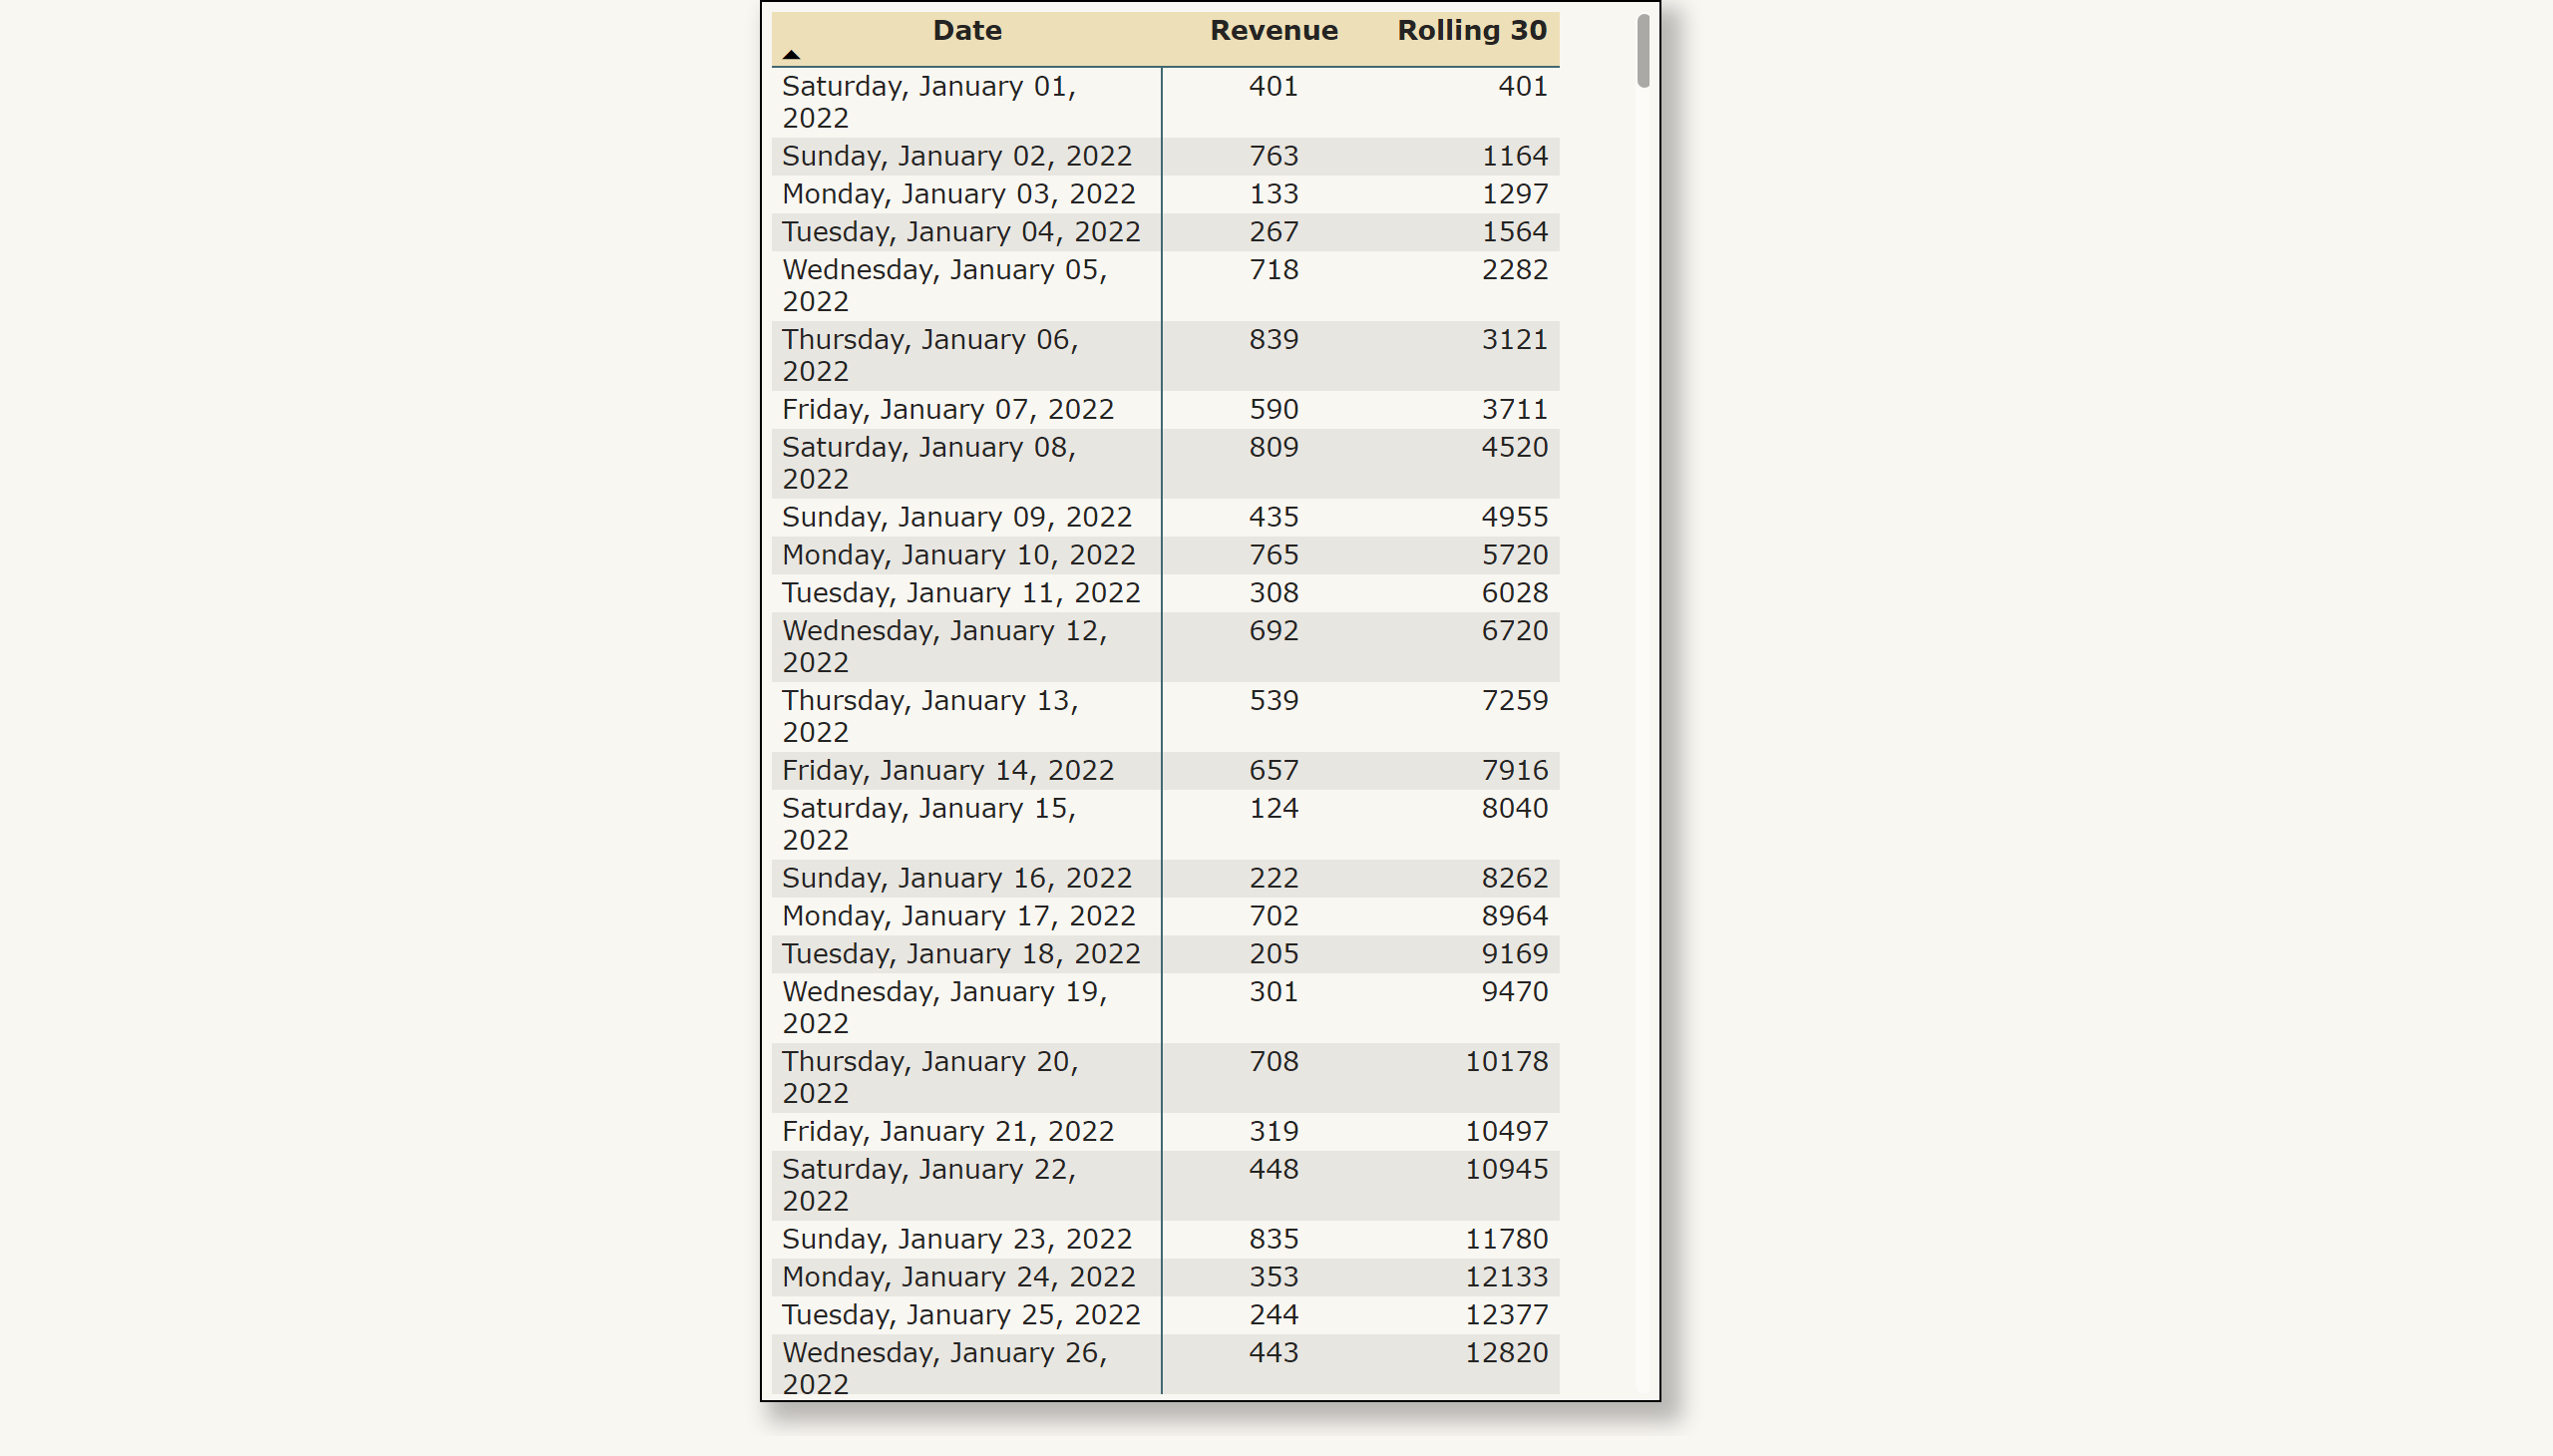 Date Revenue Rolling 30
Saturday, January 01, 401 401
2022
Sunday, January 02, 2022 763 1164
Monday, January 03, 2022 133 1297
Tuesday, January 04, 2022 267 1564
Wednesday, January 05, 718 2282
2022
Thursday, January 06, 839 3121
2022
Friday, January 07, 2022 590 3711
Saturday, January 08, 809 4520
2022
Sunday, January 09, 2022 435 4955
Monday, January 10, 2022 765 5720
Tuesday, January 11, 2022 308 6028
Wednesday, January 12, 692 6720
2022
Thursday, January 13, 539 7259
2022
Friday, January 14, 2022 657 7916
Saturday, January 15, 124 8040
2022
Sunday, January 16, 2022 222 8262
Monday, January 17, 2022 702 8964
Tuesday, January 18, 2022 205 9169
Wednesday, January 19, 301 9470
2022
Thursday, January 20, 708 10178
2022
Friday, January 21, 2022 319 10497
Saturday, January 22, 448 10945
2022
Sunday, January 23, 2022 835 11780
Monday, January 24, 2022 353 12133
Tuesday, January 25, 2022 244 12377
Wednesday, January 26, 443 12820
2022